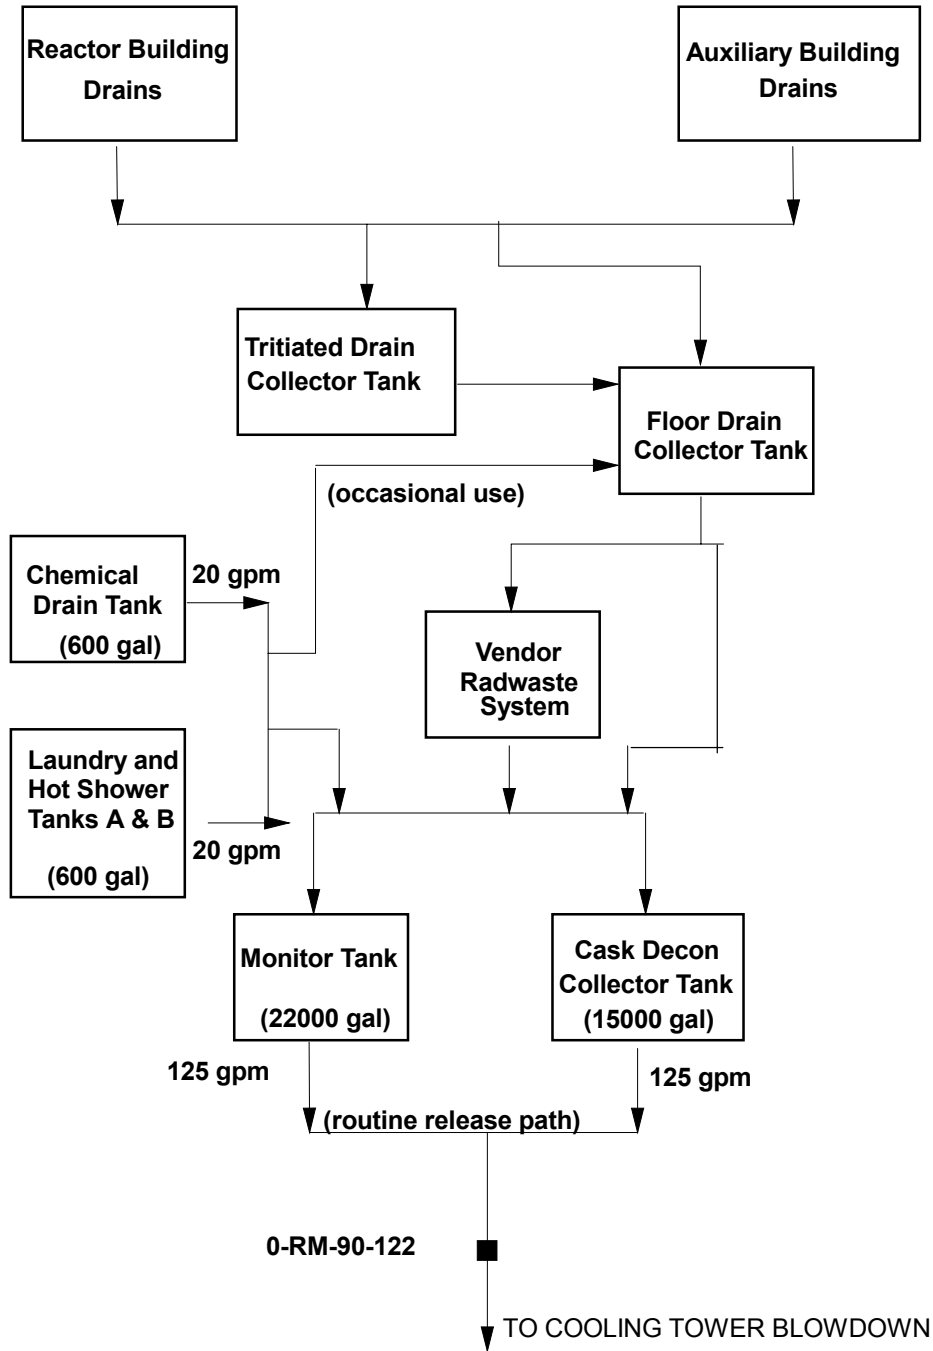 Reactor Building
Drains
Auxiliary Building
Drains
Tritiated Drain
Collector Tank
Floor Drain
Collector Tank
(occasional use)
Chemical
Drain Tank
(600 gal)
20 gpm
Vendor
Radwaste
System
Laundry and
Hot Shower
Tanks A & B
(600 gal)
20 gpm
Monitor Tank
(22000 gal)
Cask Decon
Collector Tank
(15000 gal)
125 gpm
125 gpm
(routine release path)
0-RM-90-122
TO COOLING TOWER BLOWDOWN